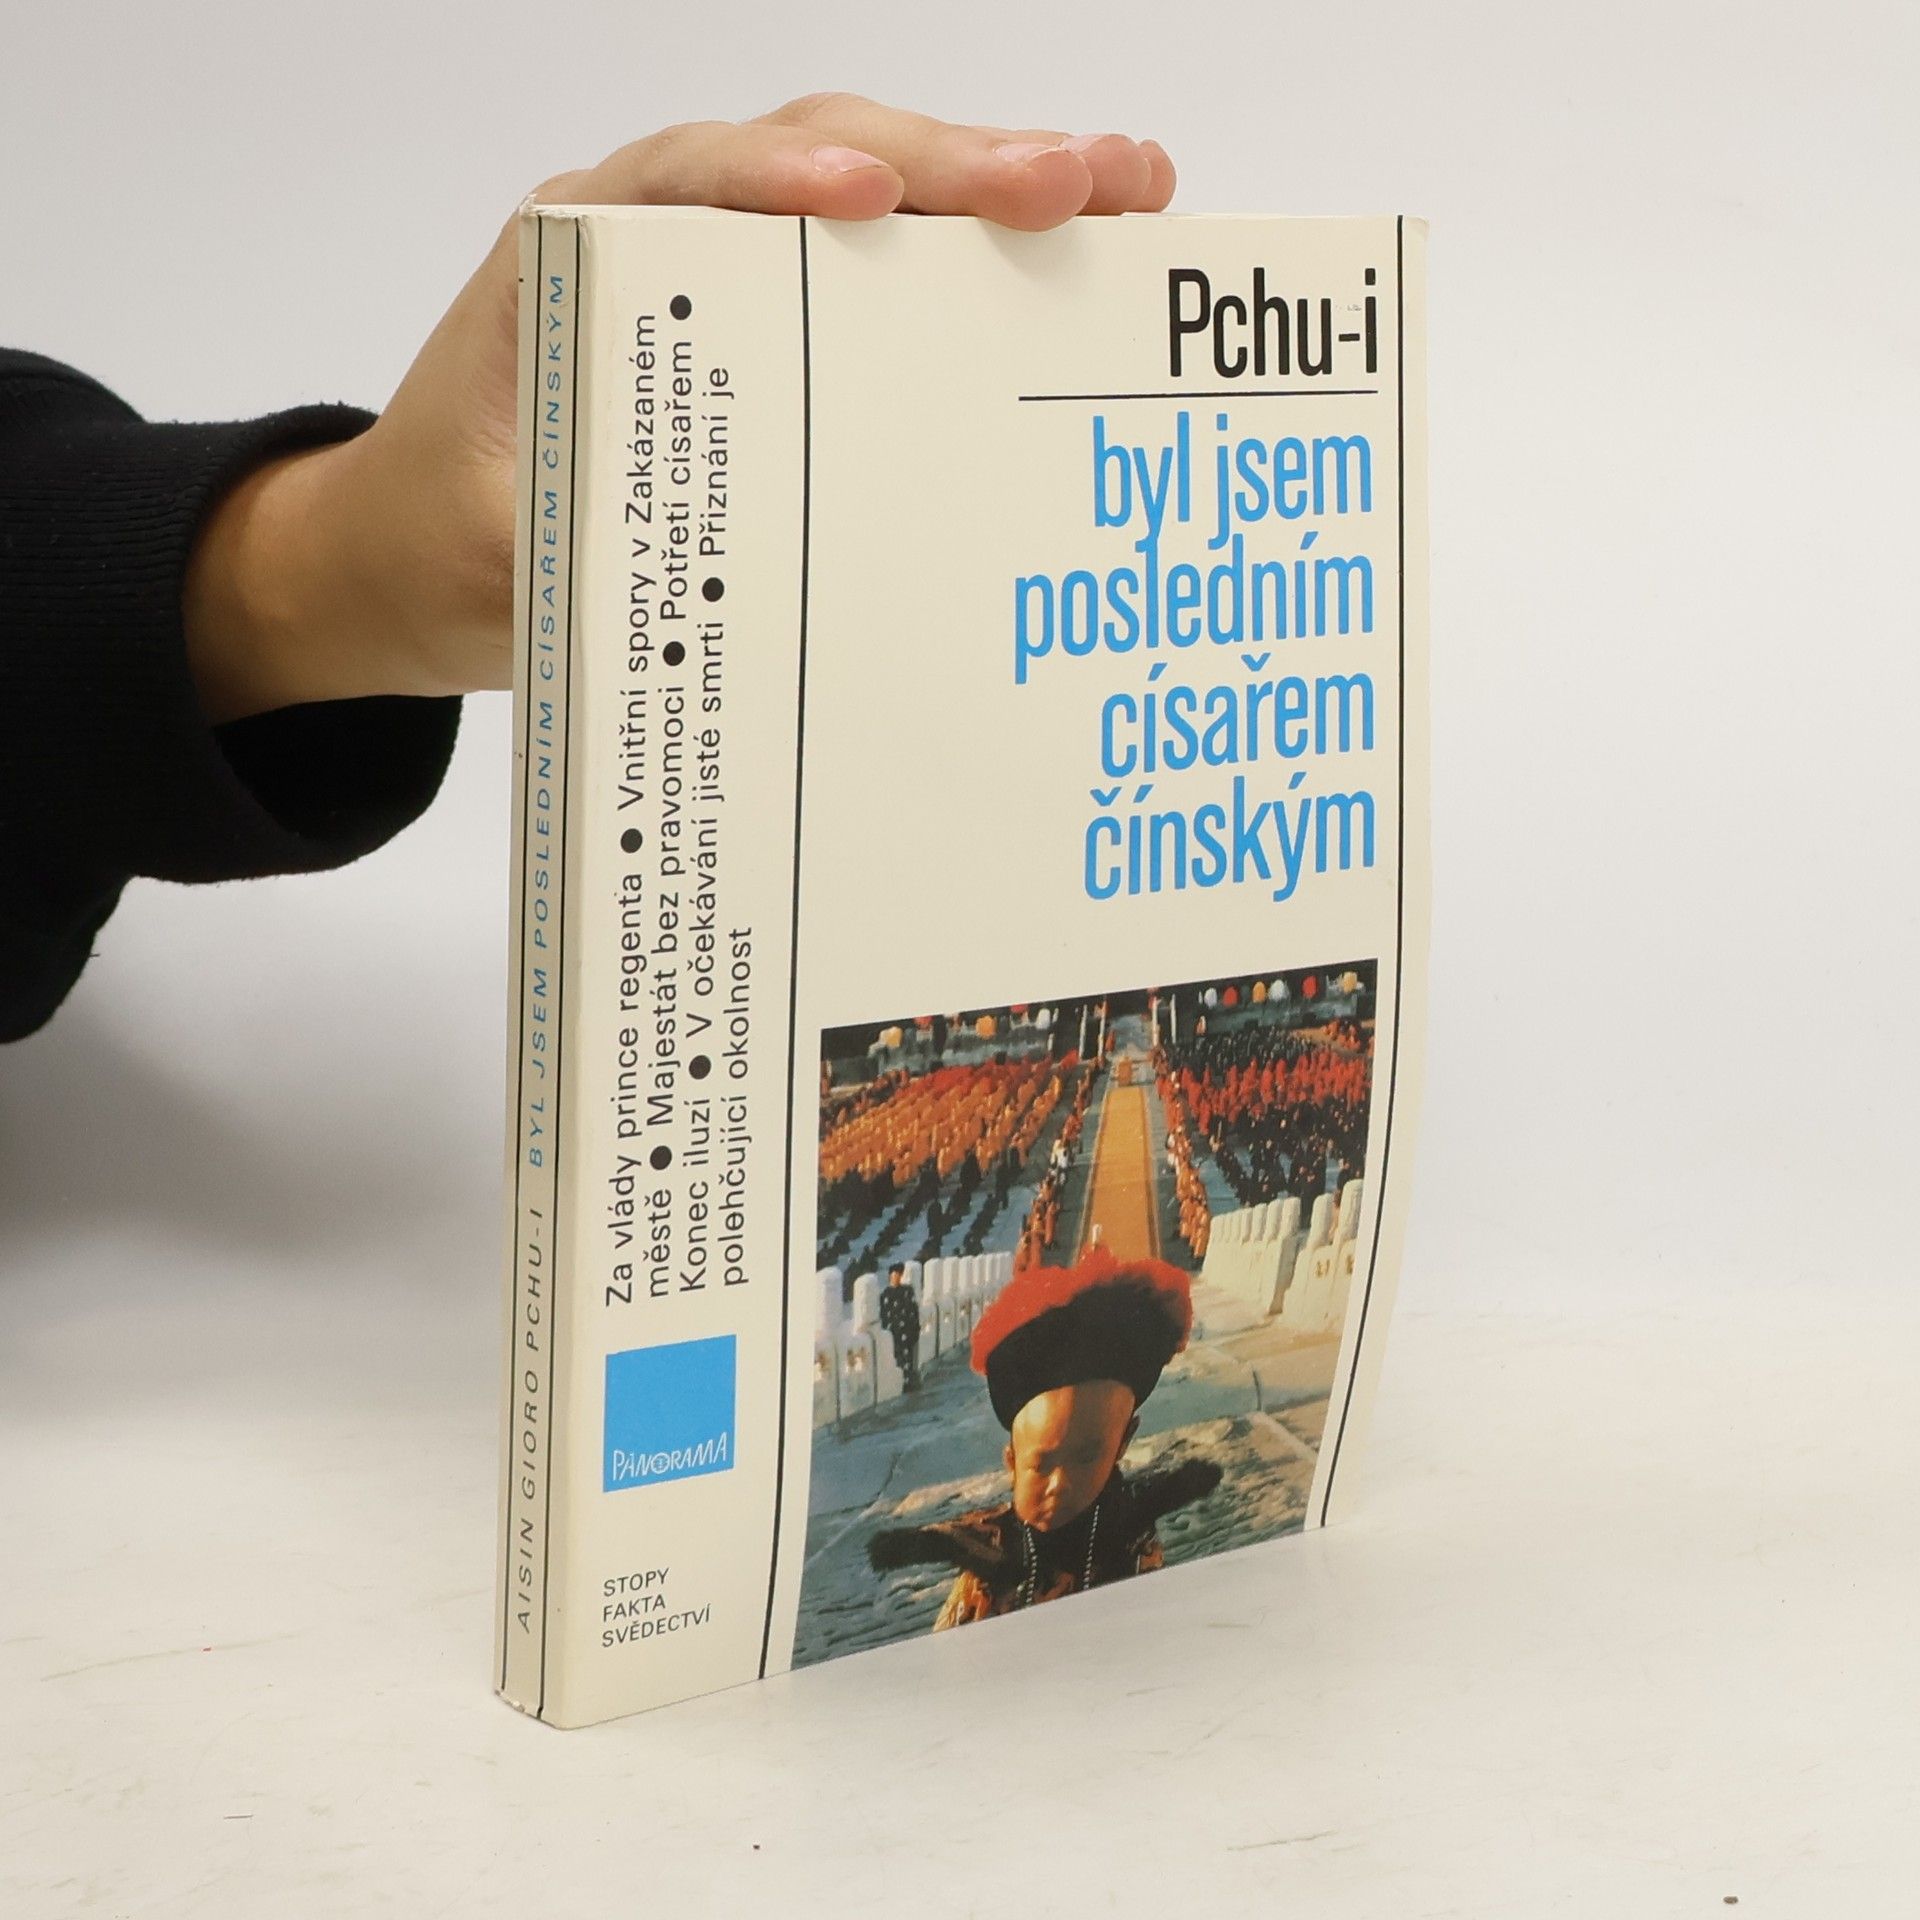 AISIN GIORO PCHU-I BYL JSEM POSLEDNÍM CÍSAŘEM ČÍNSKÝM
Za vlády prince regenta ● Vnitřní spory v Zakázaném
městě ● Majestát bez pravomoci ● Potřetí císařem ●
Konec iluzí ● V očekávání jisté smrti ● Přiznání je
polehčující okolnost
PANORAMA
STOPY
FAKTA
SVĚDECTVÍ
Pchu-i
byl jsem
posledním
císařem
čínským